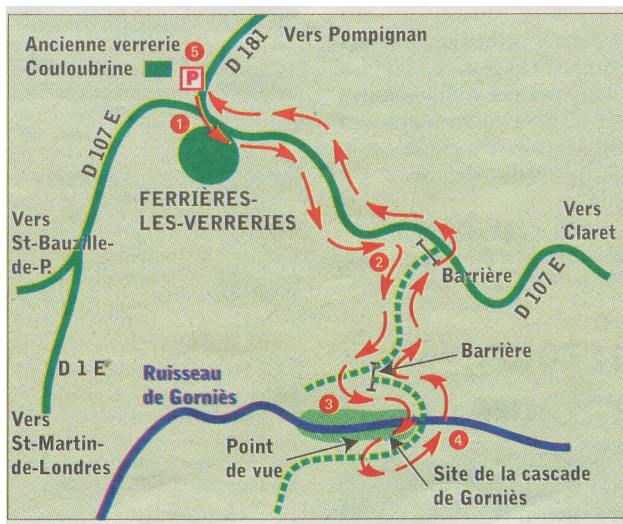 Ancienne verrerie
Couloubrine
5
P
D 181
Vers Pompignan
1
D 107 E
FERRIÈRES-
LES-VERRERIES
Vers
St-Bauzille-
de-P.
Vers
Claret
2
Barrière
D 107 E
D 1 E
Barrière
Ruisseau
de Gorniès
3
4
Vers
St-Martin-
de-Londres
Point
de vue
Site de la cascade
de Gorniès